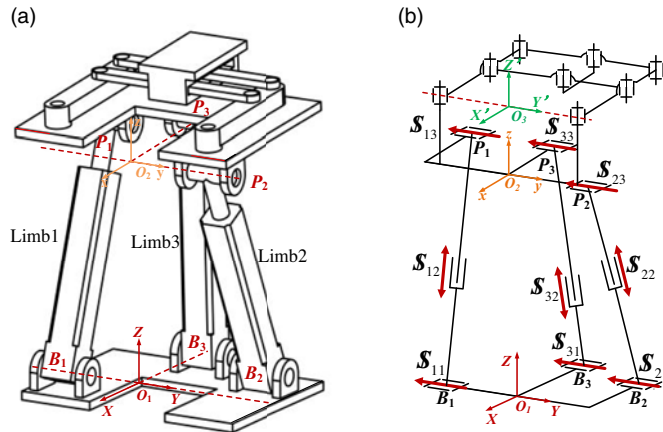 (a)
P3
P1
z
O2
y
x
P2
Limb1
Limb3
Limb2
Z
B1
B3
B2
O1
X
Y
(b)
Z'
X'
Y'
O3
$13
$33
P1
z
P3
O2
y
x
$23
P2
$12
$22
$32
$11
$31
$2
Z
B1
B3
B2
X
O1
Y